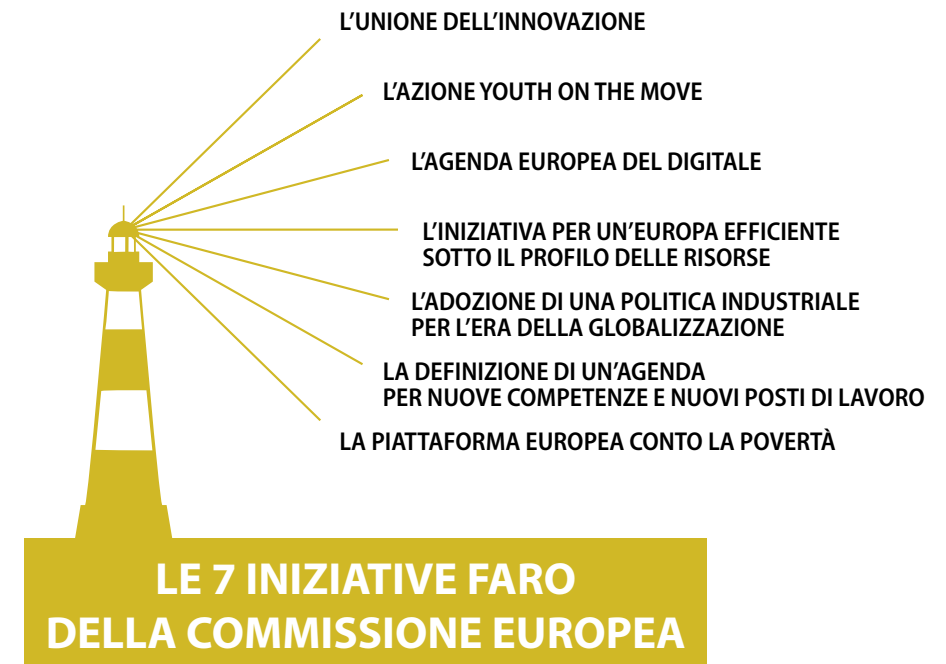 L'UNIONE DELL'INNOVAZIONE
L'AZIONE YOUTH ON THE MOVE
L'AGENDA EUROPEA DEL DIGITALE
L'INIZIATIVA PER UN'EUROPA EFFICIENTE
SOTTO IL PROFILO DELLE RISORSE
L'ADOZIONE DI UNA POLITICA INDUSTRIALE
PER L'ERA DELLA GLOBALIZZAZIONE
LA DEFINIZIONE DI UN'AGENDA
PER NUOVE COMPETENZE E NUOVI POSTI DI LAVORO
LA PIATTAFORMA EUROPEA CONTO LA POVERTÀ
LE 7 INIZIATIVE FARO
DELLA COMMISSIONE EUROPEA